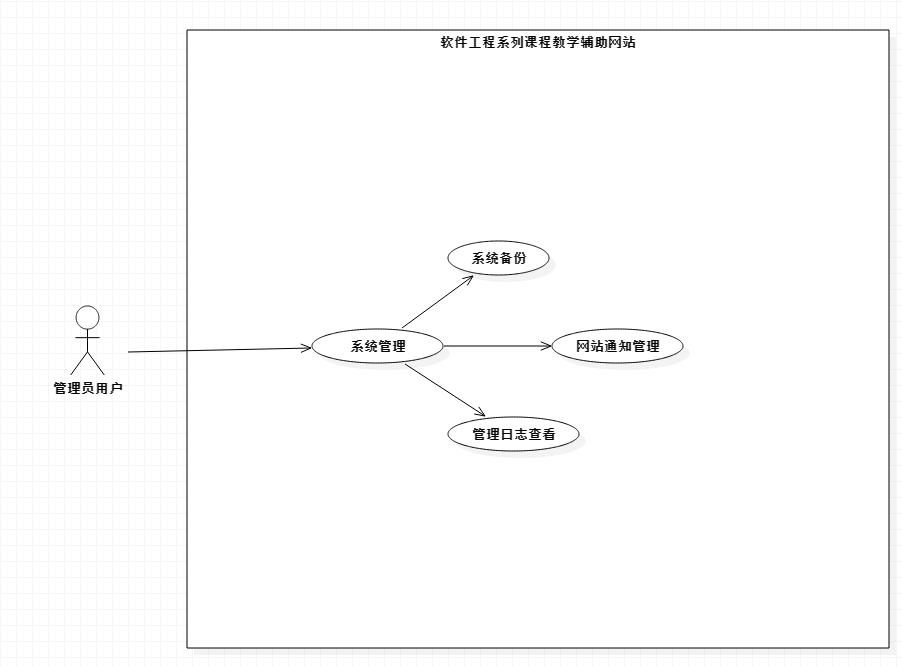 软件工程系列课程教学辅助网站
系统备份
系统管理
网站通知管理
管理员用户
管理日志查看